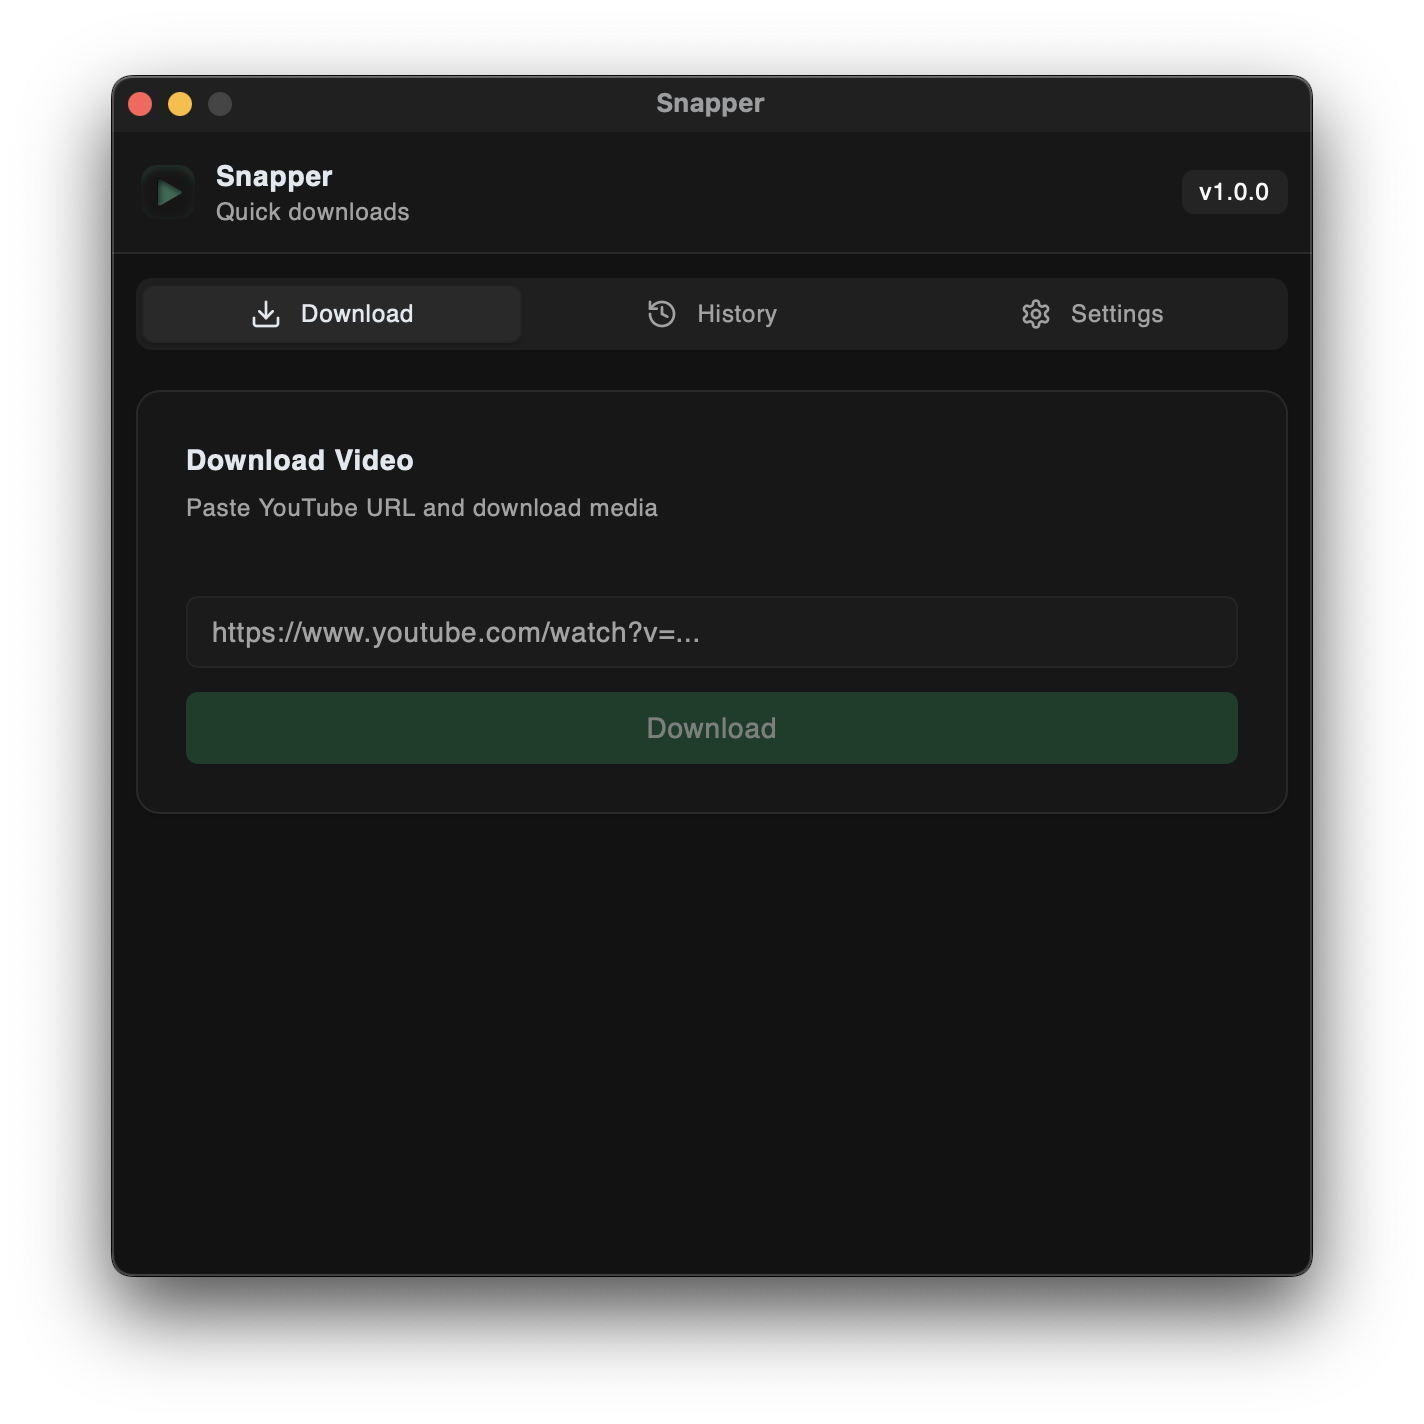 Snapper
Snapper
Quick downloads
v1.0.0
Download
History
Settings
Download Video
Paste YouTube URL and download media
https://www.youtube.com/watch?v=...
Download